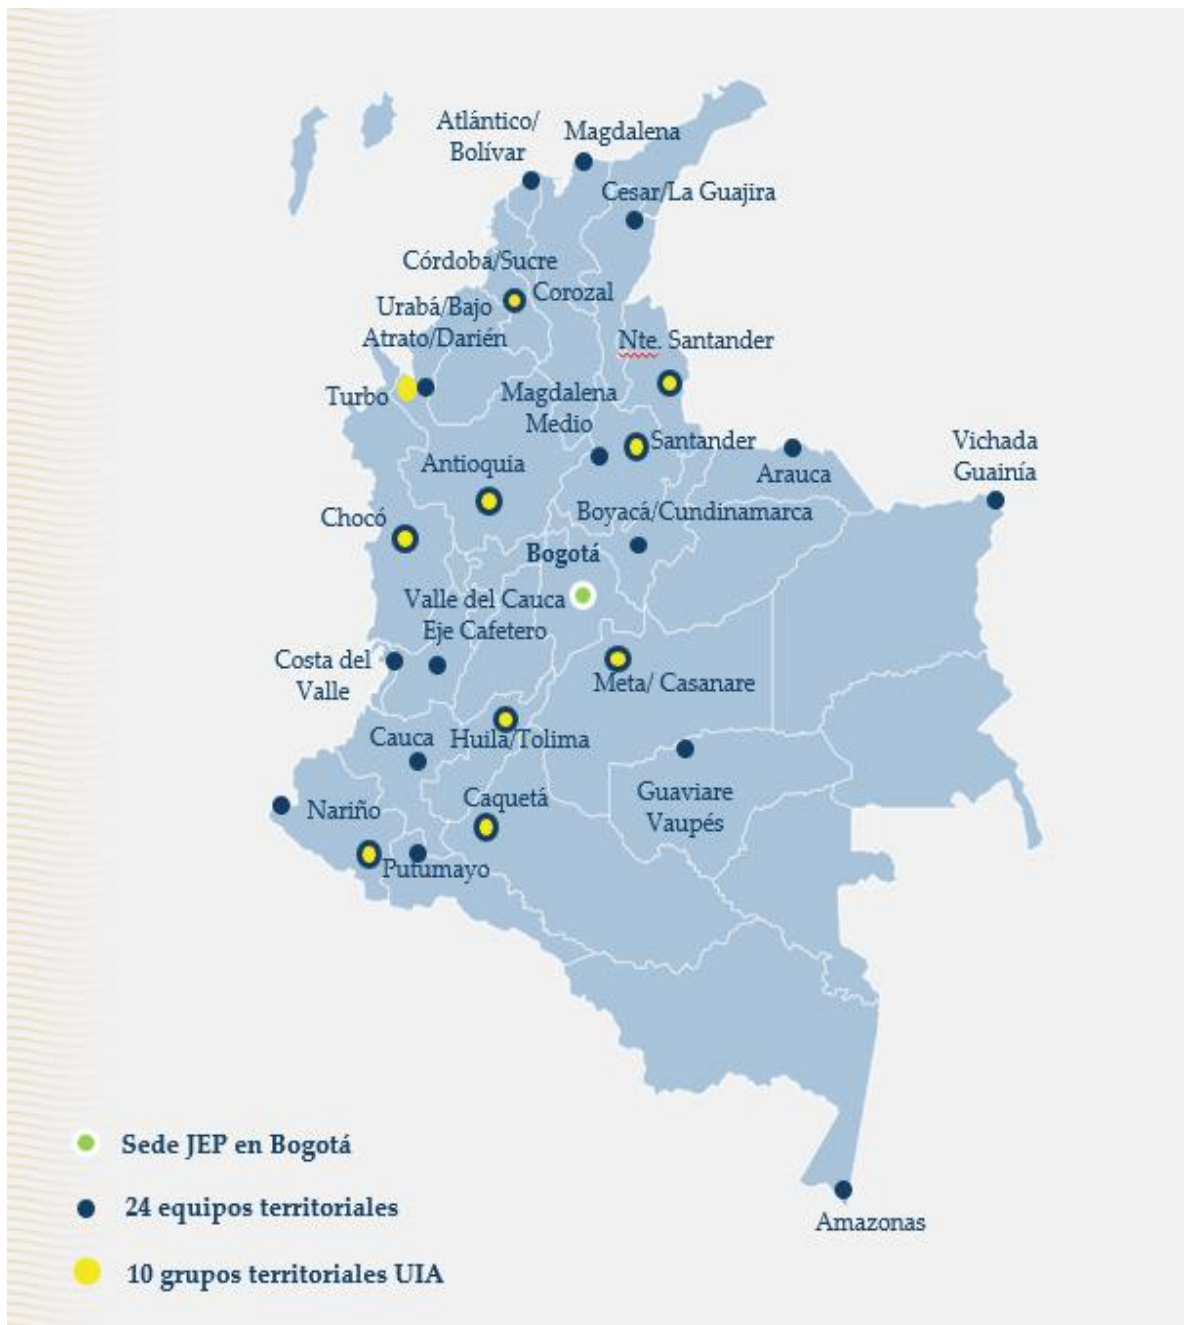 Atlántico/
Bolívar
Magdalena
Cesar/La Guajira
Córdoba/Sucre
Corozal
Urabá/Bajo
Atrato/Darién
Nte. Santander
Turbo
Magdalena
Medio
Santander
Arauca
Vichada
Guainía
Antioquia
Chocó
Boyacá/Cundinamarca
Bogotá
Valle del Cauca
Eje Cafetero
Costa del
Valle
Meta/ Casanare
Cauca
Huila/Tolima
Guaviare
Vaupés
Caquetá
Nariño
Putumayo
Sede JEP en Bogotá
24 equipos territoriales
Amazonas
10 grupos territoriales UIA